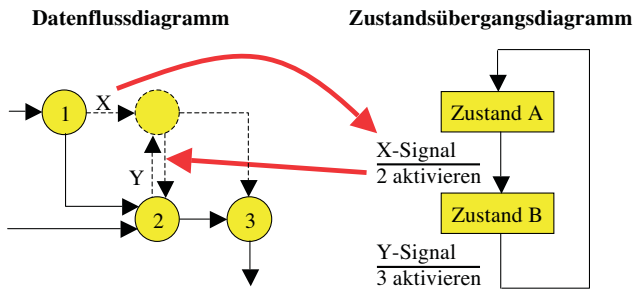 Datenflussdiagramm
Zustandsübergangsdiagramm
1
X
Y
2
3
Zustand A
X-Signal
2 aktivieren
Zustand B
Y-Signal
3 aktivieren